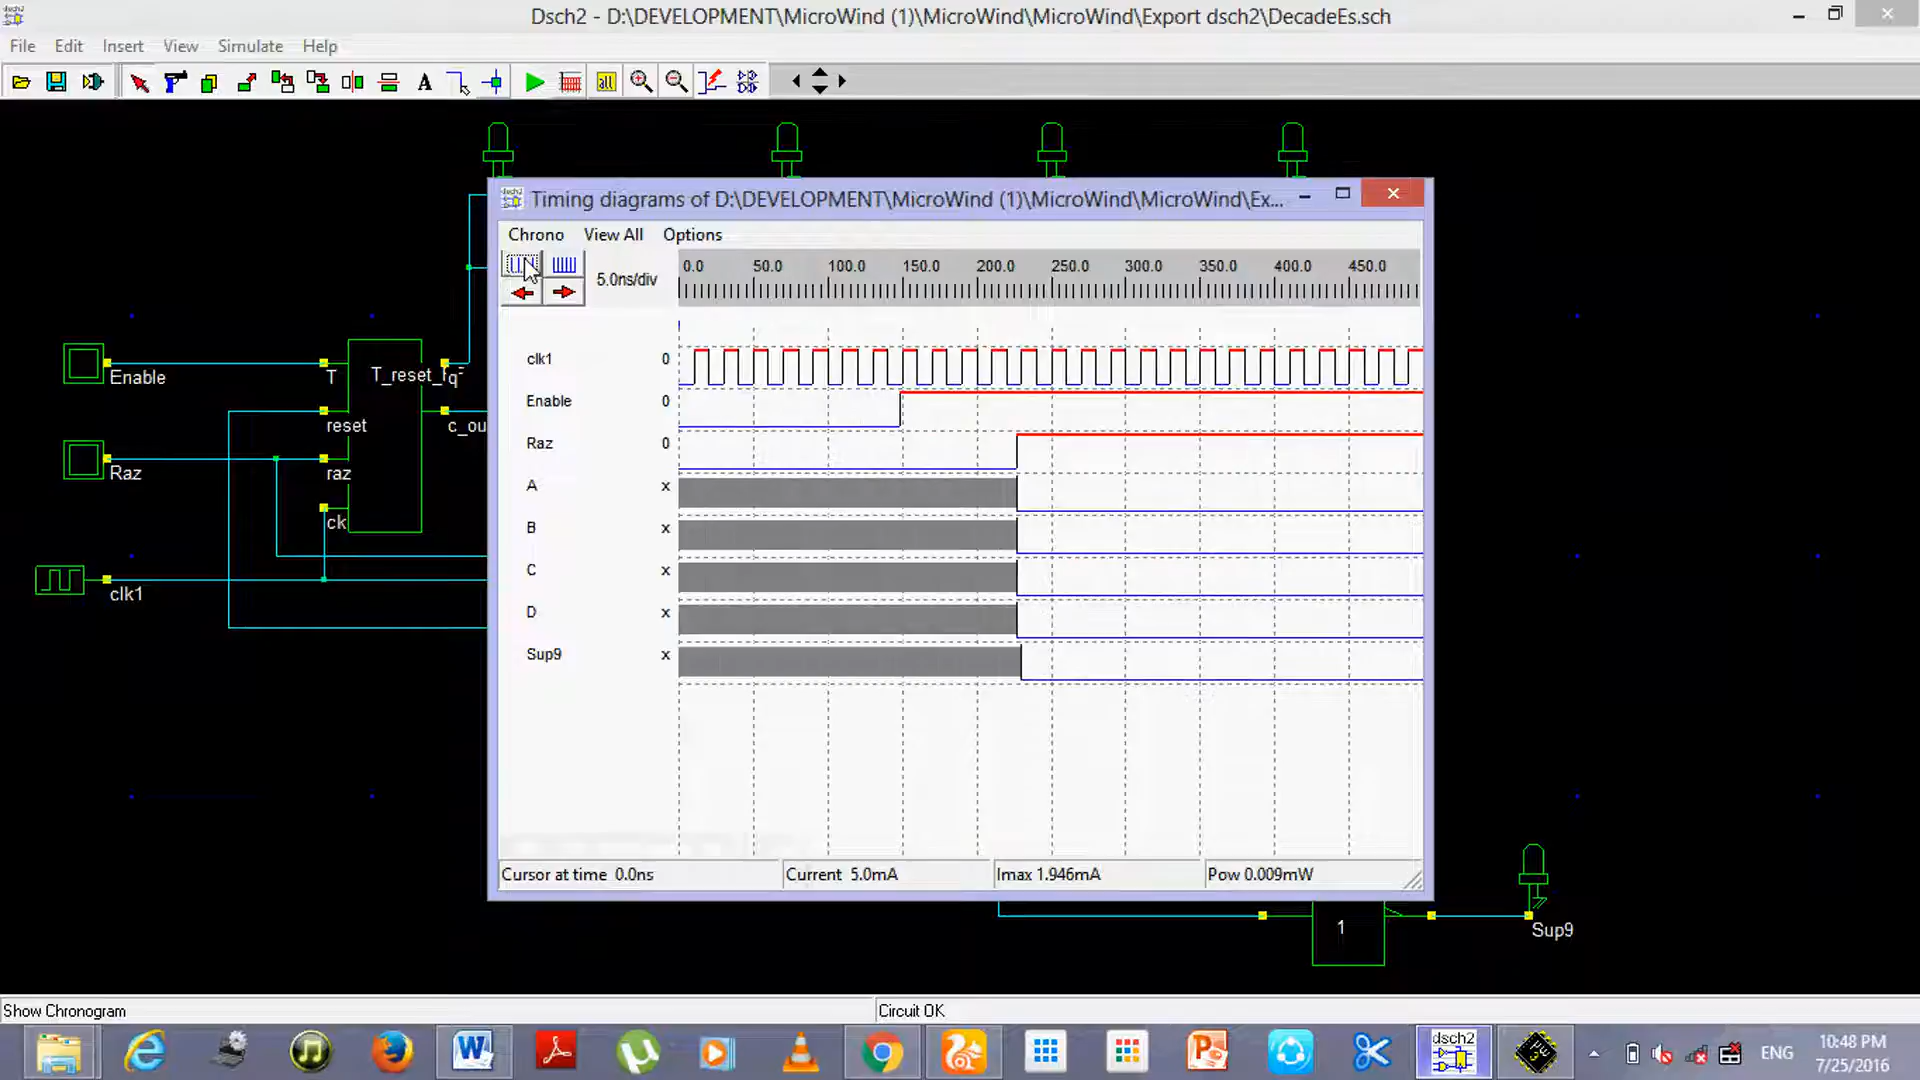 dsch2
Dsch2 - D:\DEVELOPMENT\MicroWind (1)\MicroWind\MicroWind\Export dsch2\DecadeEs.sch
File Edit Insert View Simulate Help
A
all
Timing diagrams of D:\DEVELOPMENT\MicroWind (1)\MicroWind\MicroWind\Ex...
Chrono View All Options
5.0ns/div
0.0 50.0 100.0 150.0 200.0 250.0 300.0 350.0 400.0 450.0
clk1 0
Enable 0
Raz 0
A x
B x
C x
D x
Sup9 x
Cursor at time 0.0ns
Current 5.0mA
Imax 1.946mA
Pow 0.009mW
Enable
T
reset
Raz
raz
ck
clk1
c_ou
1
Sup9
Show Chronogram
Circuit OK
dsch2
ENG
10:48 PM
7/25/2016